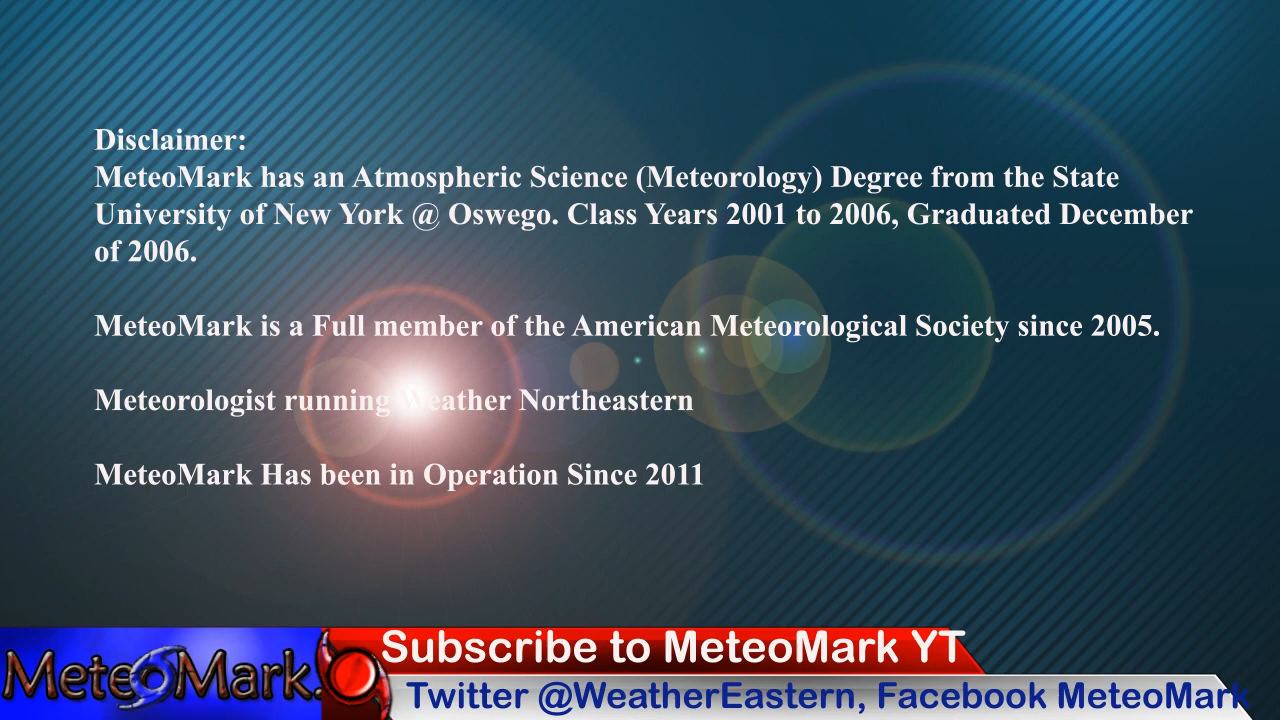 Disclaimer:
MeteoMark has an Atmospheric Science (Meteorology) Degree from the State
University of New York @ Oswego. Class Years 2001 to 2006, Graduated December
of 2006.
MeteoMark is a Full member of the American Meteorological Society since 2005.
Meteorologist running Weather Northeastern
MeteoMark Has been in Operation Since 2011
Subscribe to MeteoMark YT
MeteoMark.
Twitter @WeatherEastern, Facebook MeteoMark